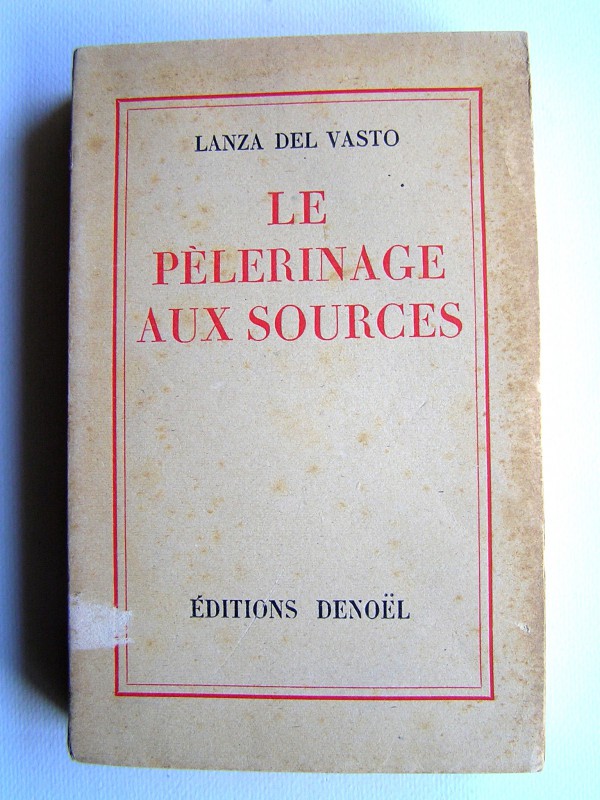 LANZA DEL VASTO
LE
PÈLERINAGE
AUX SOURCES
ÉDITIONS DENOËL